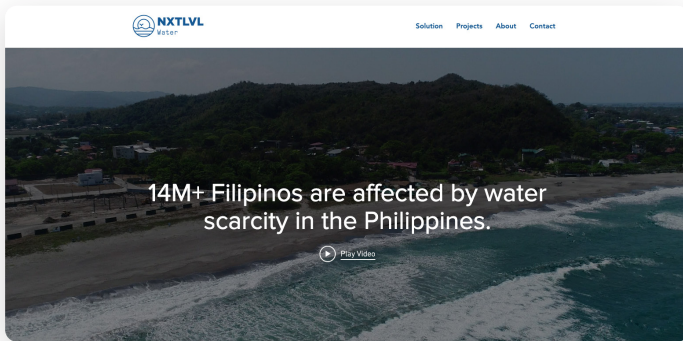 NXTLVL
Water
Solution Projects About Contact
14M+ Filipinos are affected by water
scarcity in the Philippines.
Play Video